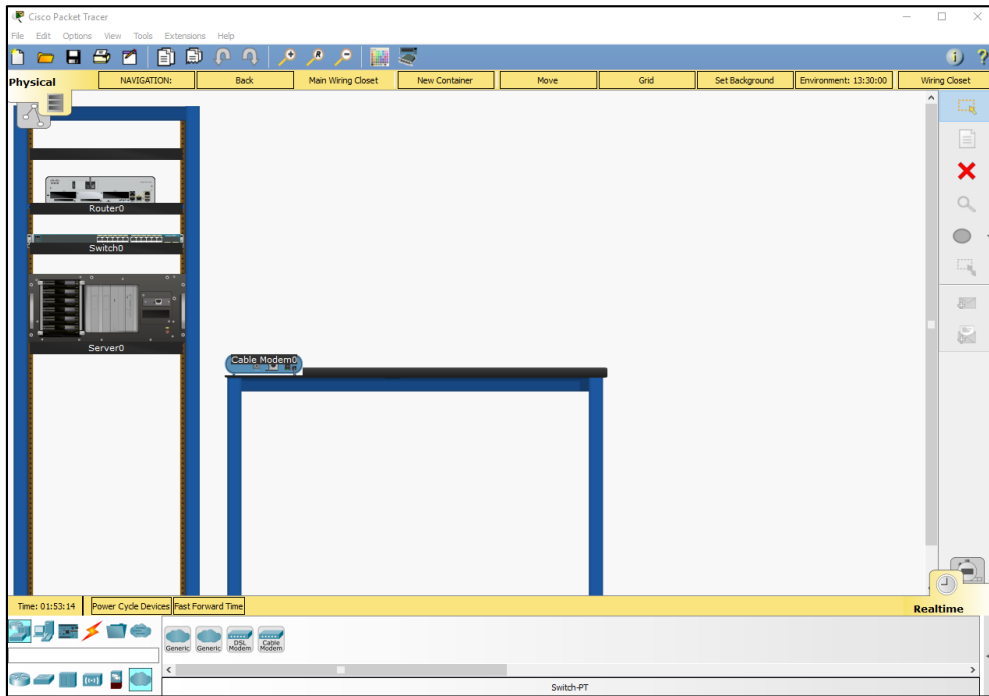 Cisco Packet Tracer
File Edit Options View Tools Extensions Help
Physical NAVIGATION: Back Main Wiring Closet New Container Move Grid Set Background Environment: 13:30:00 Wiring Closet
Router0
Switch0
Server0
Cable Modem0
Time: 01:53:14 Power Cycle Devices Fast Forward Time Realtime
Generic Generic DSL Modem Cable Modem
Switch-PT